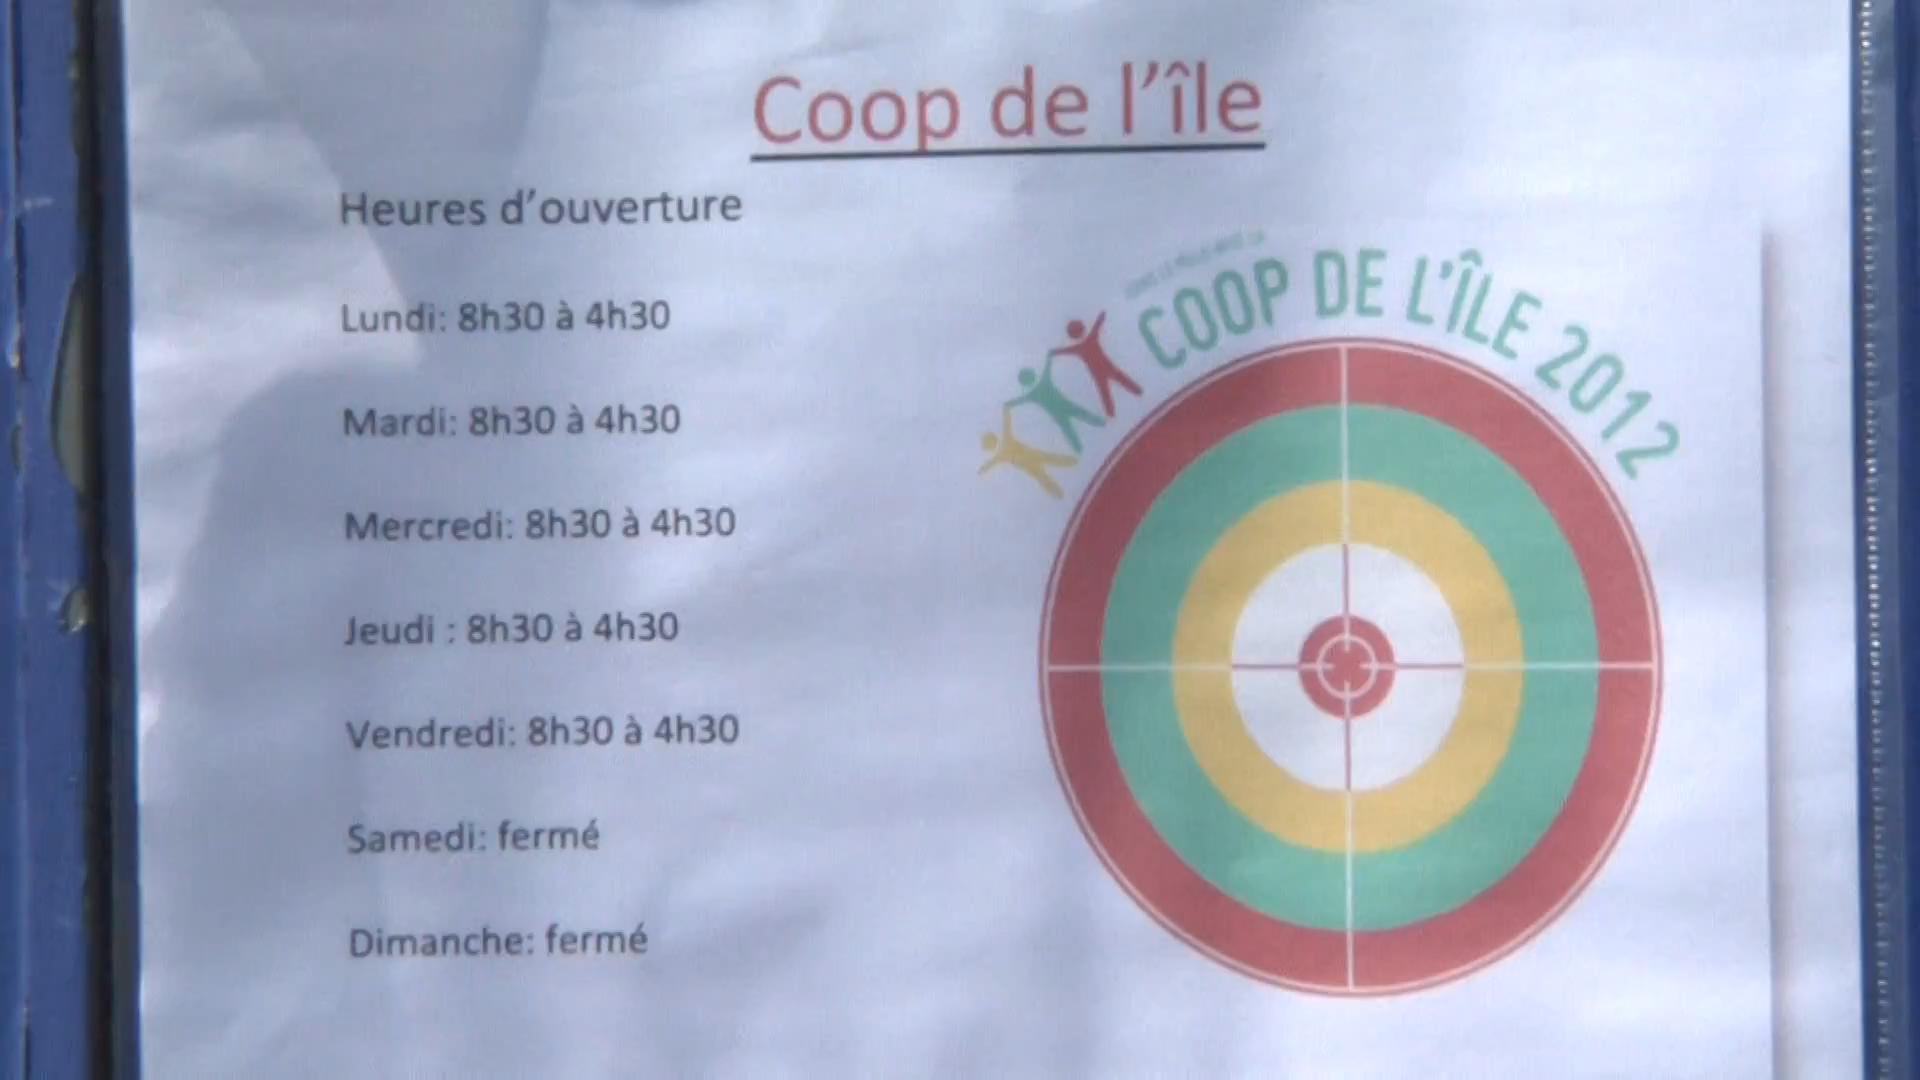 Coop de l’île
Heures d’ouverture
Lundi: 8h30 à 4h30
Mardi: 8h30 à 4h30
Mercredi: 8h30 à 4h30
Jeudi : 8h30 à 4h30
Vendredi: 8h30 à 4h30
Samedi: fermé
Dimanche: fermé
COOP DE L’ÎLE 2012